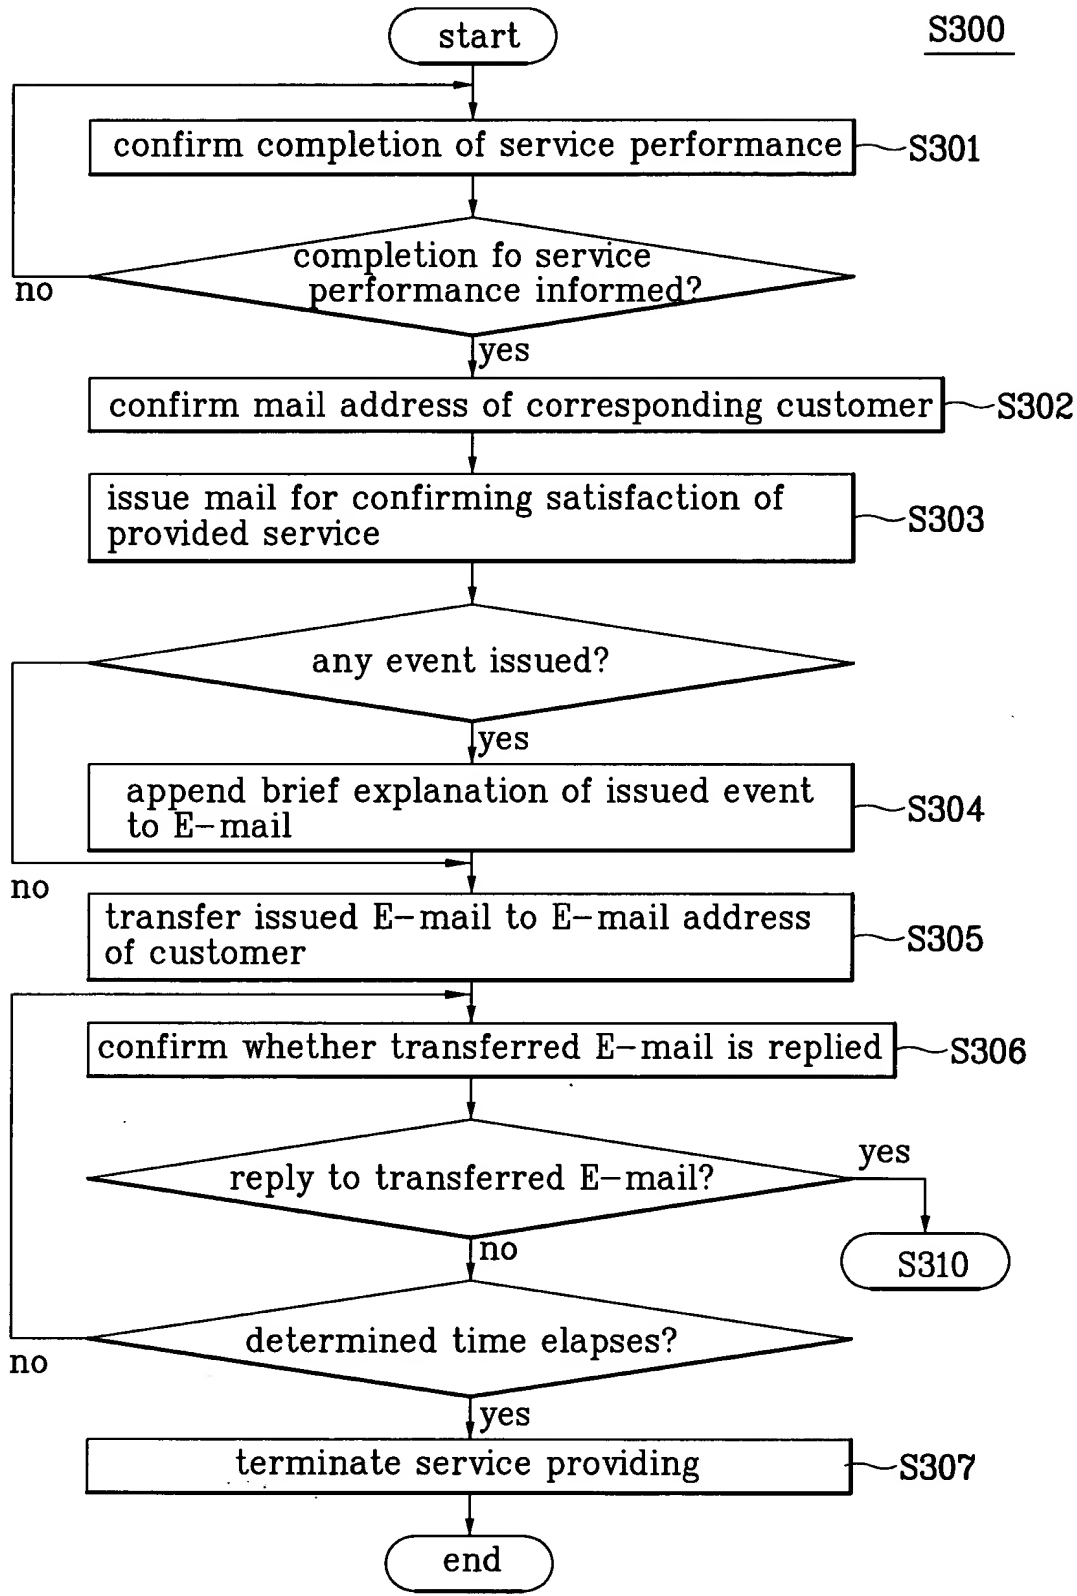 start
S300
confirm completion of service performance
S301
completion fo service
performance informed?
no
yes
confirm mail address of corresponding customer
S302
issue mail for confirming satisfaction of
provided service
S303
any event issued?
yes
append brief explanation of issued event
to E-mail
S304
no
transfer issued E-mail to E-mail address
of customer
S305
confirm whether transferred E-mail is replied
S306
reply to transferred E-mail?
yes
no
S310
determined time elapses?
no
yes
terminate service providing
S307
end